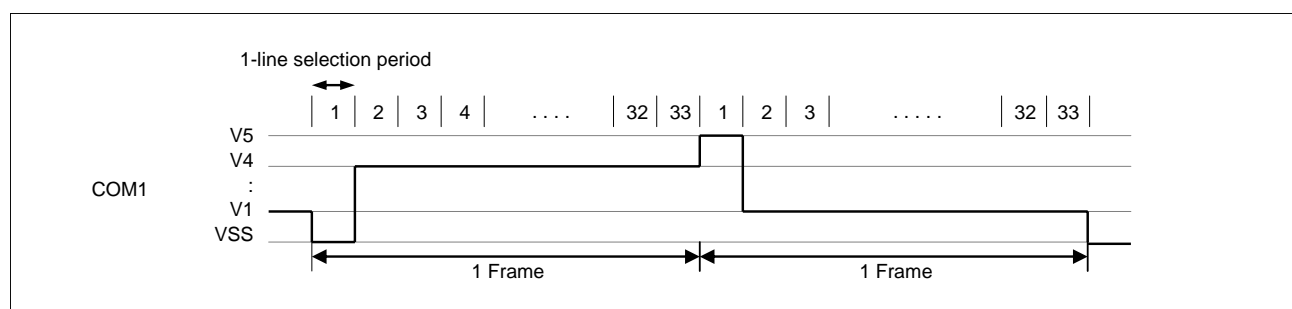 1-line selection period
1 2 3 4 . . . . 32 33 1 2 3 . . . . . 32 33
V5
V4
COM1 :
V1
VSS
1 Frame 1 Frame